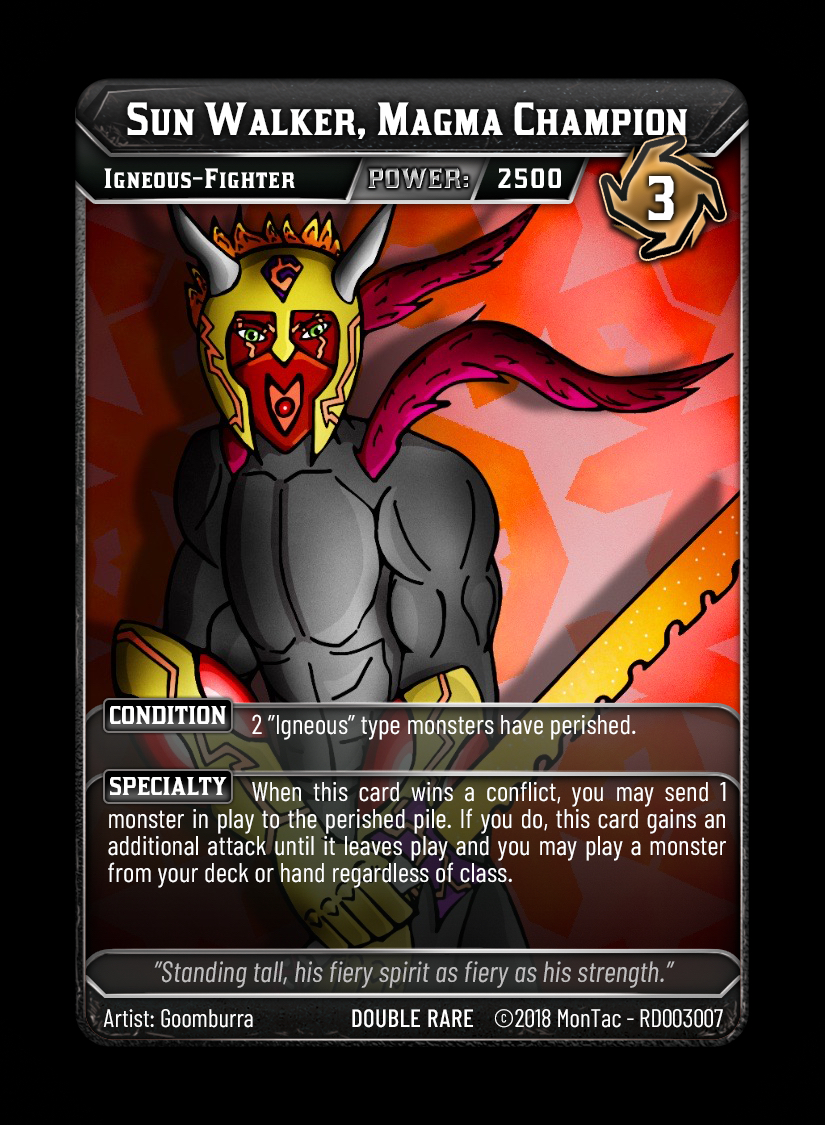 Sun Walker, Magma Champion
Igneous-Fighter POWER: 2500
3
CONDITION 2 "Igneous" type monsters have perished.
SPECIALTY When this card wins a conflict, you may send 1
monster in play to the perished pile. If you do, this card gains an
additional attack until it leaves play and you may play a monster
from your deck or hand regardless of class.
"Standing tall, his fiery spirit as fiery as his strength."
Artist: Goomburra DOUBLE RARE ©2018 MonTac - RD003007